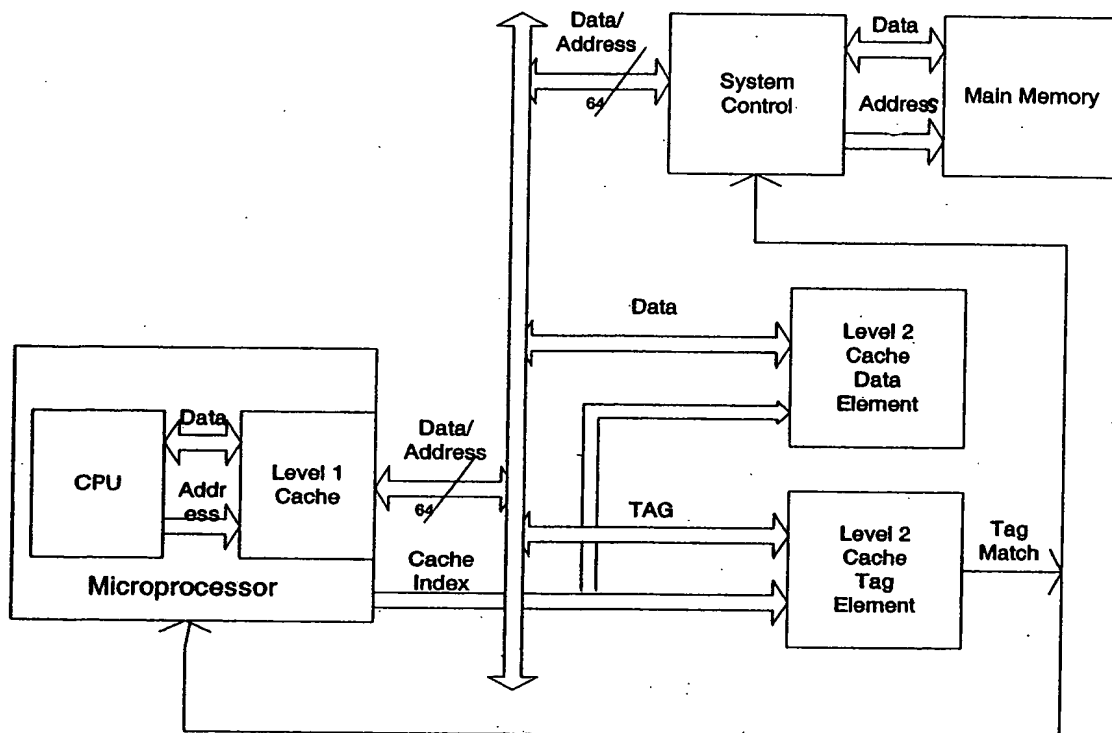 Data/
Address
64
System
Control
Data
Address
Main Memory
Data
Level 2
Cache
Data
Element
CPU
Data
Addr
ess
Level 1
Cache
Microprocessor
Data/
Address
64
Cache
Index
TAG
Level 2
Cache
Tag
Element
Tag
Match